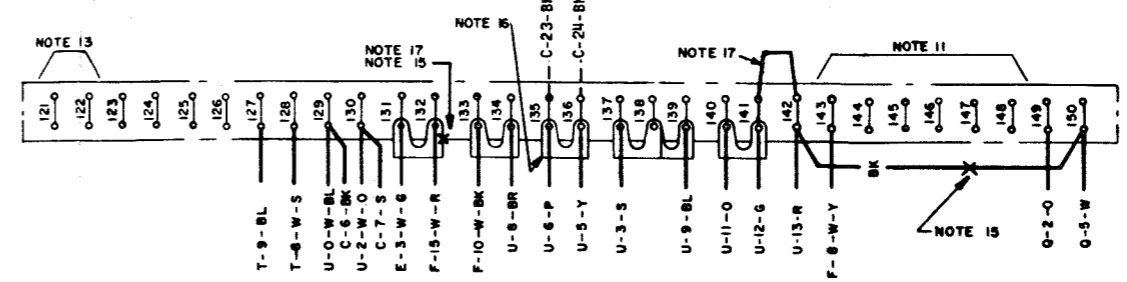 C-23-B
C-24-B
NOTE 16
NOTE 13
NOTE 17
NOTE 15
NOTE 17
NOTE 11
121
122
123
124
125
126
127
128
129
130
131
132
133
134
135
136
137
138
139
140
141
142
143
144
145
146
147
148
149
150
BK
NOTE 15
T-9-BL
T-8-W-S
U-0-W-BL
C-6-BK
U-2-W-O
C-7-S
E-3-W-G
F-15-W-R
F-10-W-BK
U-8-BR
U-6-P
U-5-Y
U-3-S
U-9-BL
U-11-O
U-12-G
U-13-R
F-8-W-Y
Q-2-O
Q-5-W